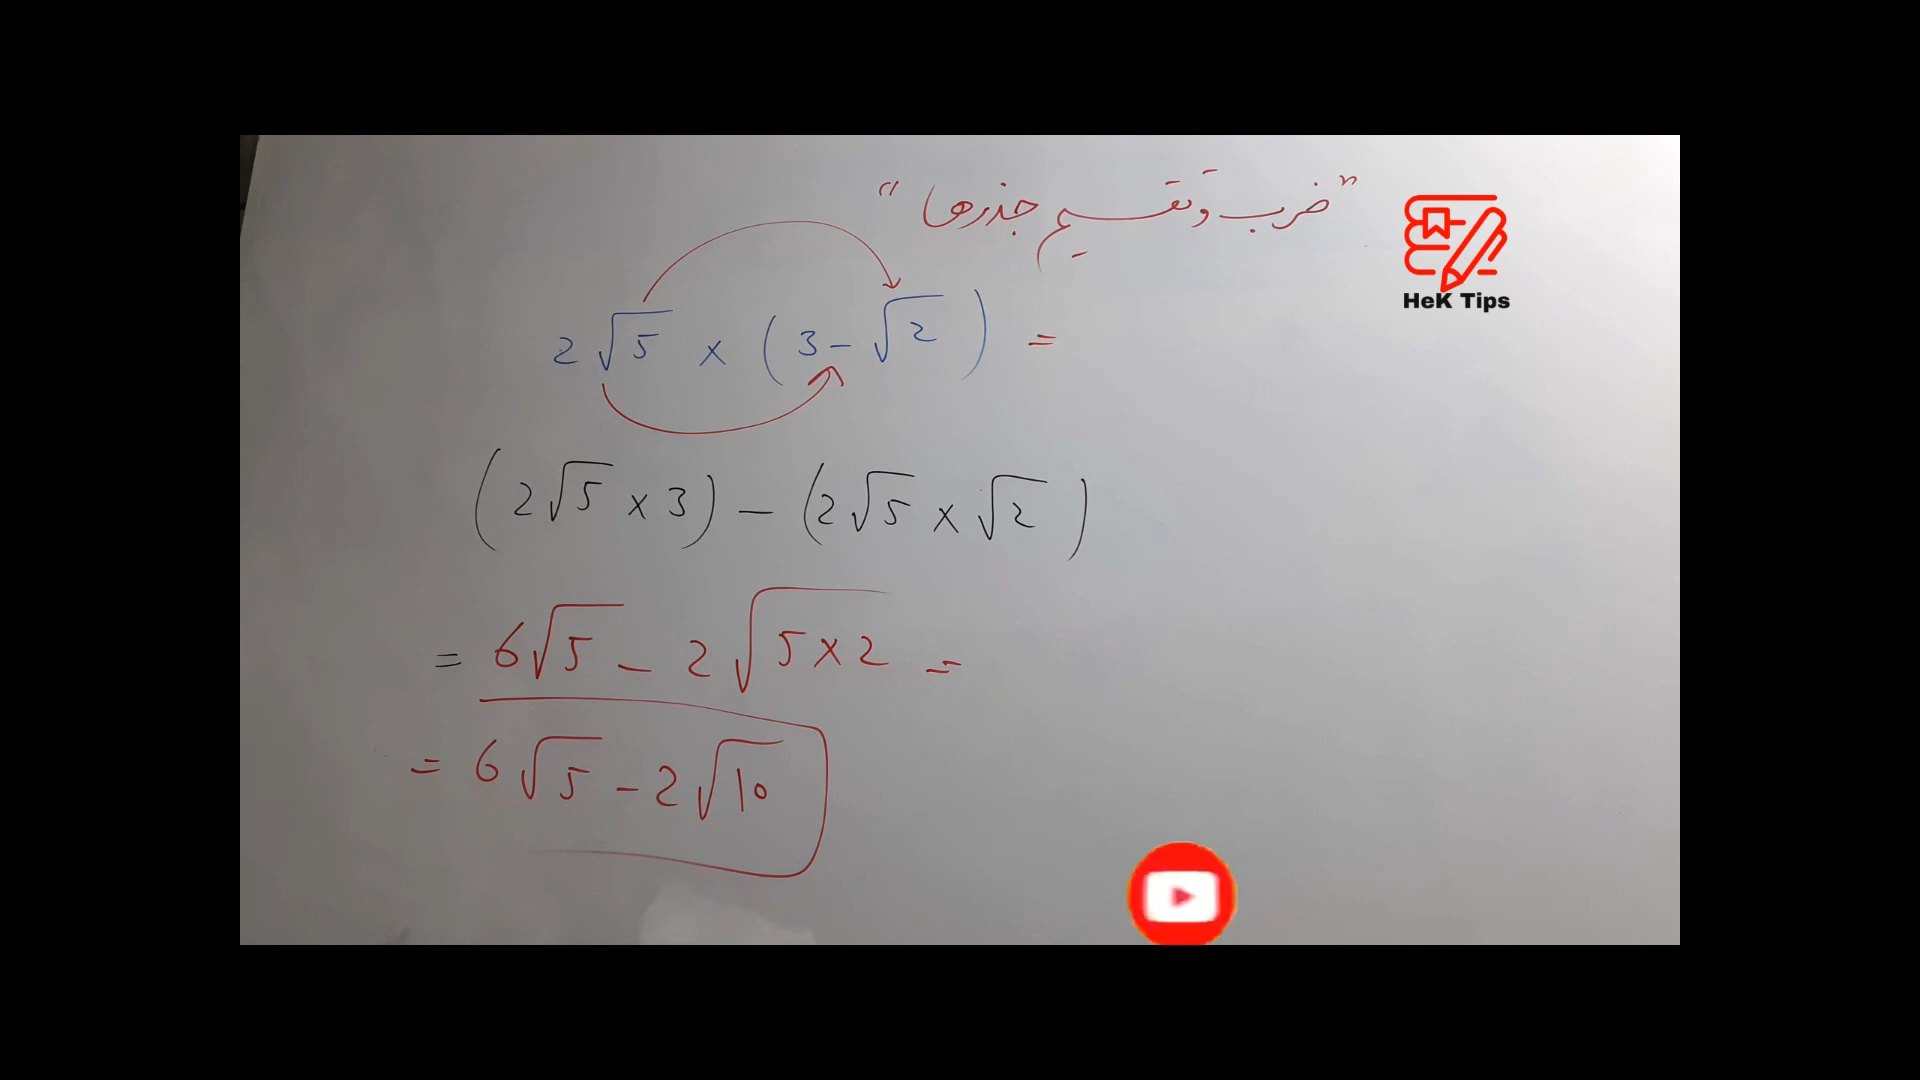 "ضرب و تقسیم جذرها"
HeK Tips
2√5 × (3-√2) =
(2√5 × 3) - (2√5 × √2)
= 6√5 - 2√5×2 =
= 6√5 - 2√10